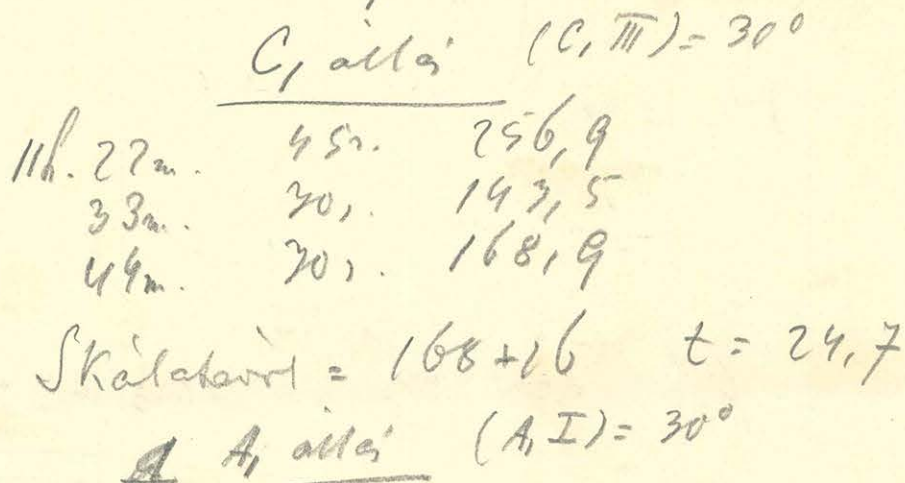 C, állás (C, III) = 30°
11h. 22m. 45s. 256,9
33m. 30s. 143,5
44m. 30s. 168,9
Skálatávol = 168+16 t = 24,7
A, állás (A, I) = 30°